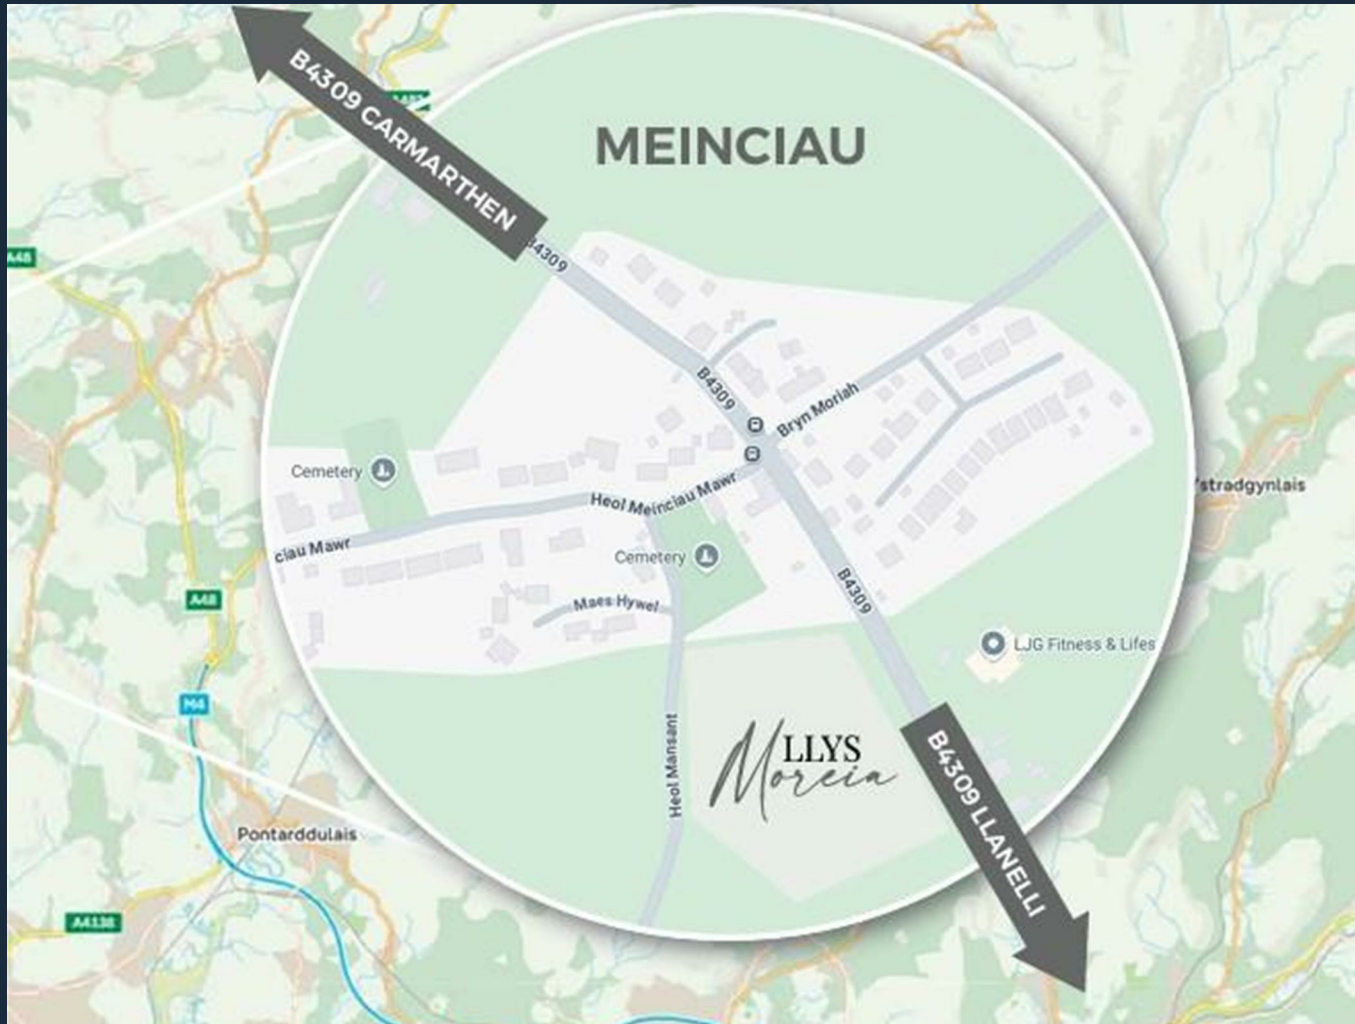 B4309 CARMARTHEN
MEINCIAU
A48
B4309
B4309
Bryn Moriah
Cemetery
Heol Meinciau Mawr
ciau Mawr
Cemetery
'stradgynlais
B4309
Maes Hywel
A48
LJG Fitness & Lifes
M4
Heol Mansant
LLYS
Moreia
B4309 LLANELLI
Pontarddulais
A4138